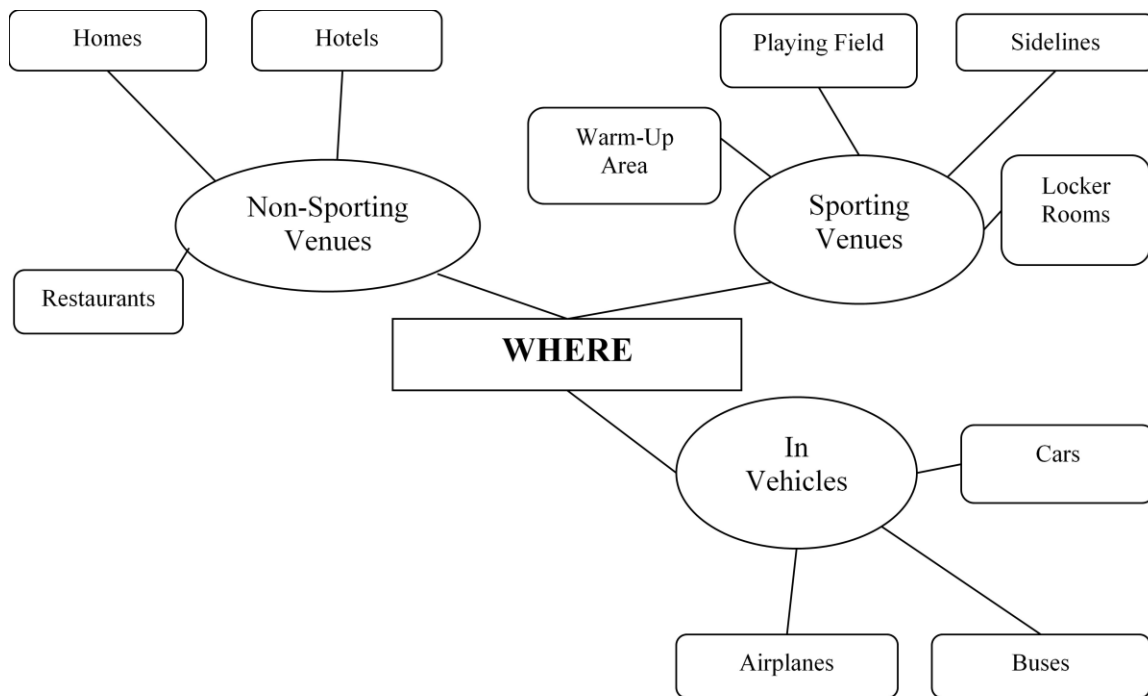 Homes
Hotels
Playing Field
Sidelines
Warm-Up
Area
Locker
Rooms
Non-Sporting
Venues
Sporting
Venues
Restaurants
WHERE
In
Vehicles
Cars
Airplanes
Buses